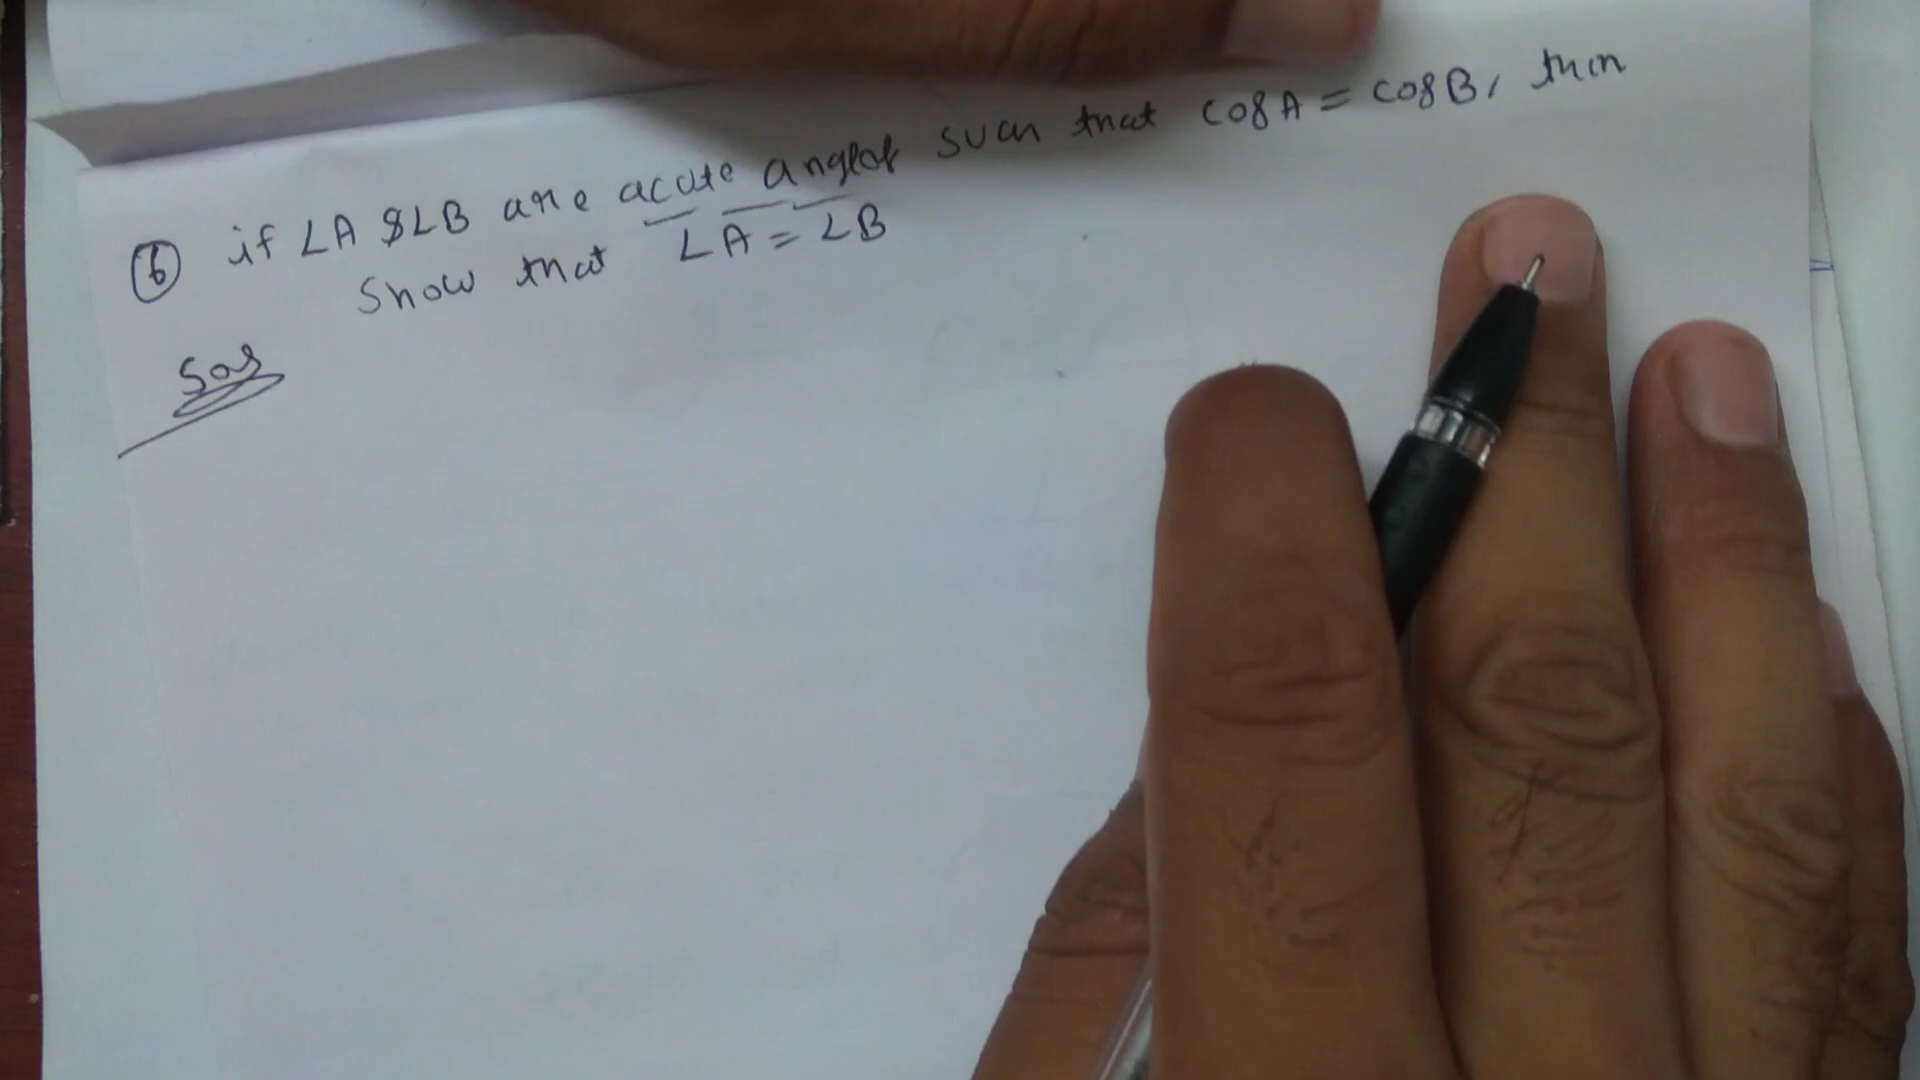 ⑥ if ∠A & ∠B are acute angles such that cos A = cos B, then
Show that ∠A = ∠B
Sol